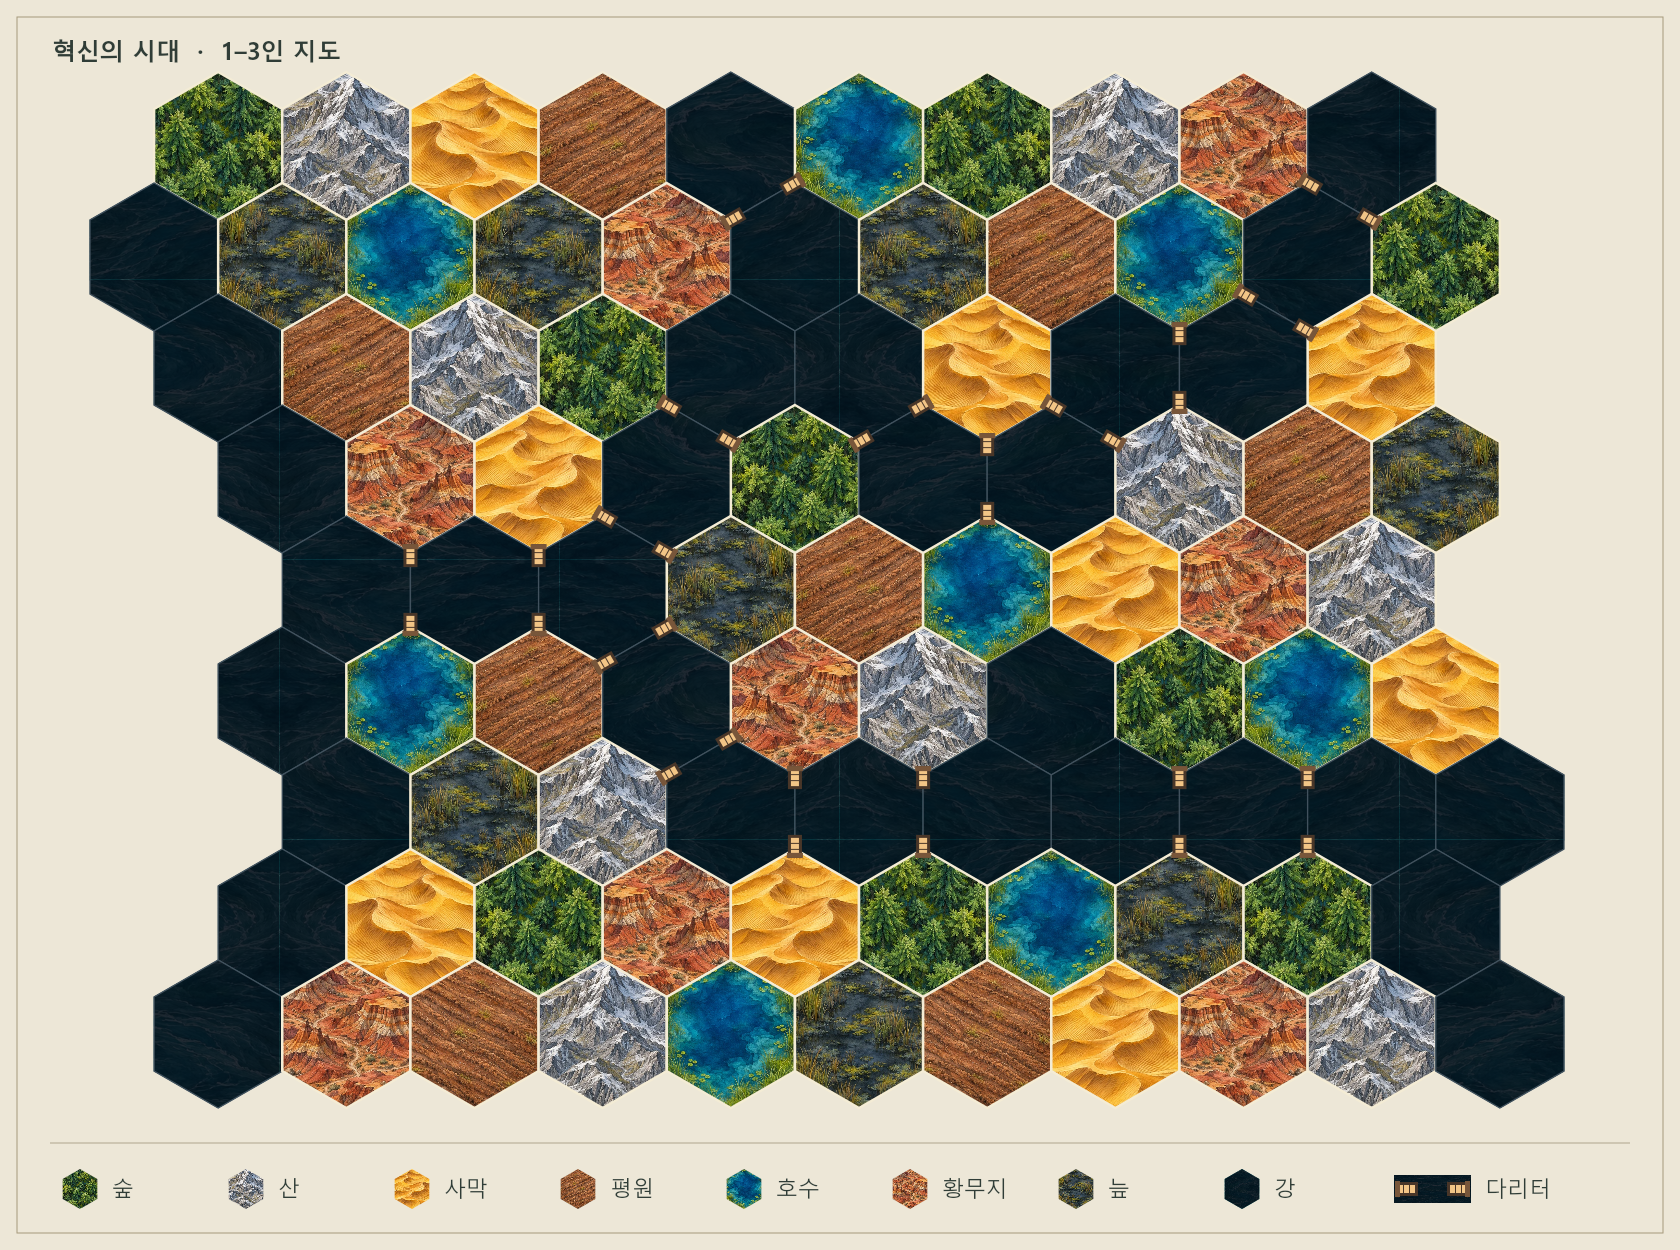 혁신의 시대 · 1–3인 지도
숲 산 사막 평원 호수 황무지 늪 강 다리터